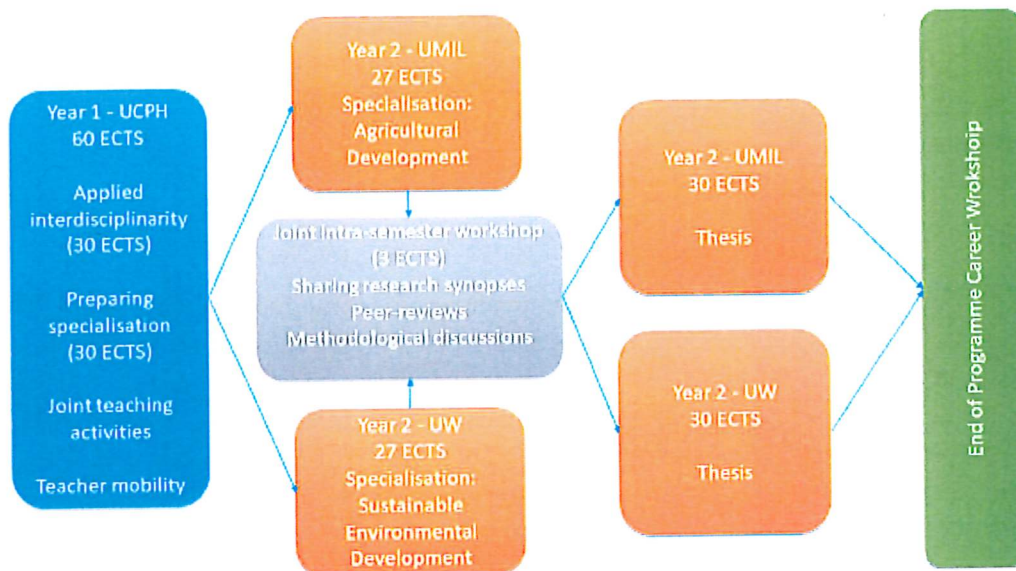 Year 1 - UCPH
60 ECTS
Applied
interdisciplinarity
(30 ECTS)
Preparing
specialisation
(30 ECTS)
Joint teaching
activities
Teacher mobility
Year 2 - UMIL
27 ECTS
Specialisation:
Agricultural
Development
Joint Intra-semester workshop
(3 ECTS)
Sharing research synopses
Peer-reviews
Methodological discussions
Year 2 - UW
27 ECTS
Specialisation:
Sustainable
Environmental
Development
Year 2 - UMIL
30 ECTS
Thesis
Year 2 - UW
30 ECTS
Thesis
End of Programme Career Wrokshoip